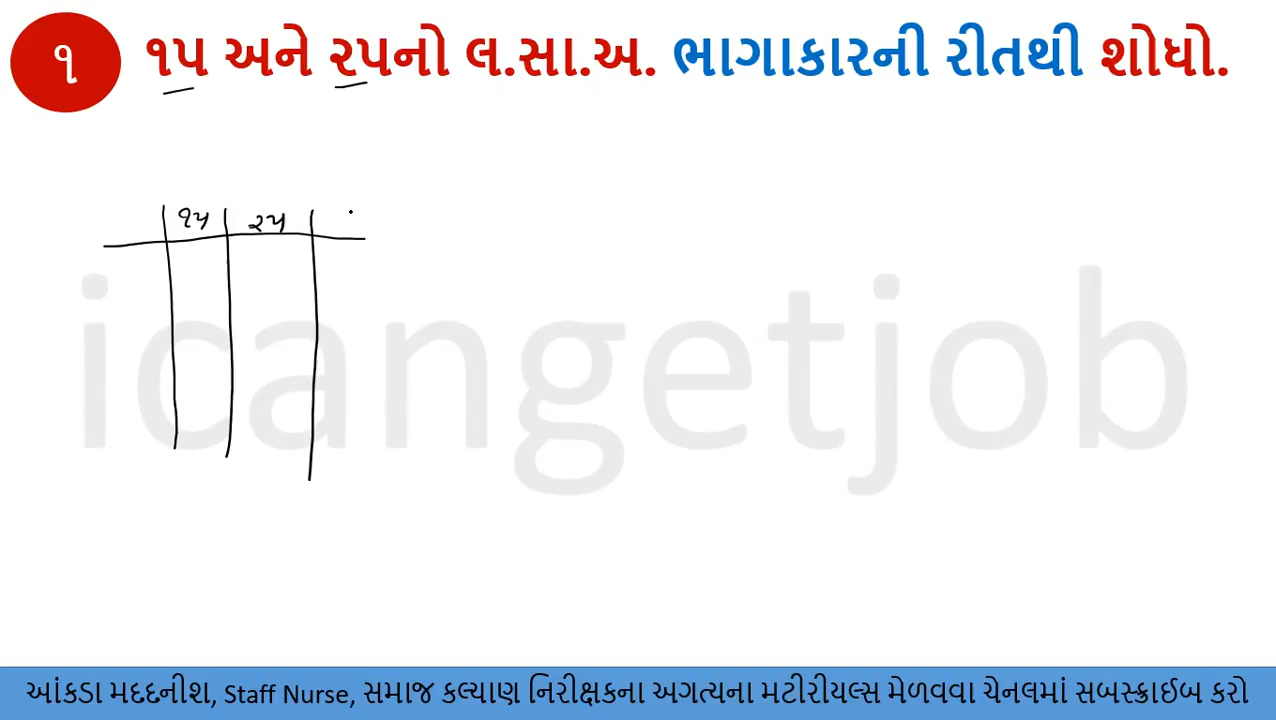 ૧
૧૫ અને ૨૫નો લ.સા.અ. ભાગાકારની રીતથી શોધો.
૧૫ ૨૫
icangetjob
આંકડા મદદનીશ, Staff Nurse, સમાજ કલ્યાણ નિરીક્ષકના અગત્યના મટીરીયલ્સ મેળવવા ચેનલમાં સબસ્ક્રાઈબ કરો